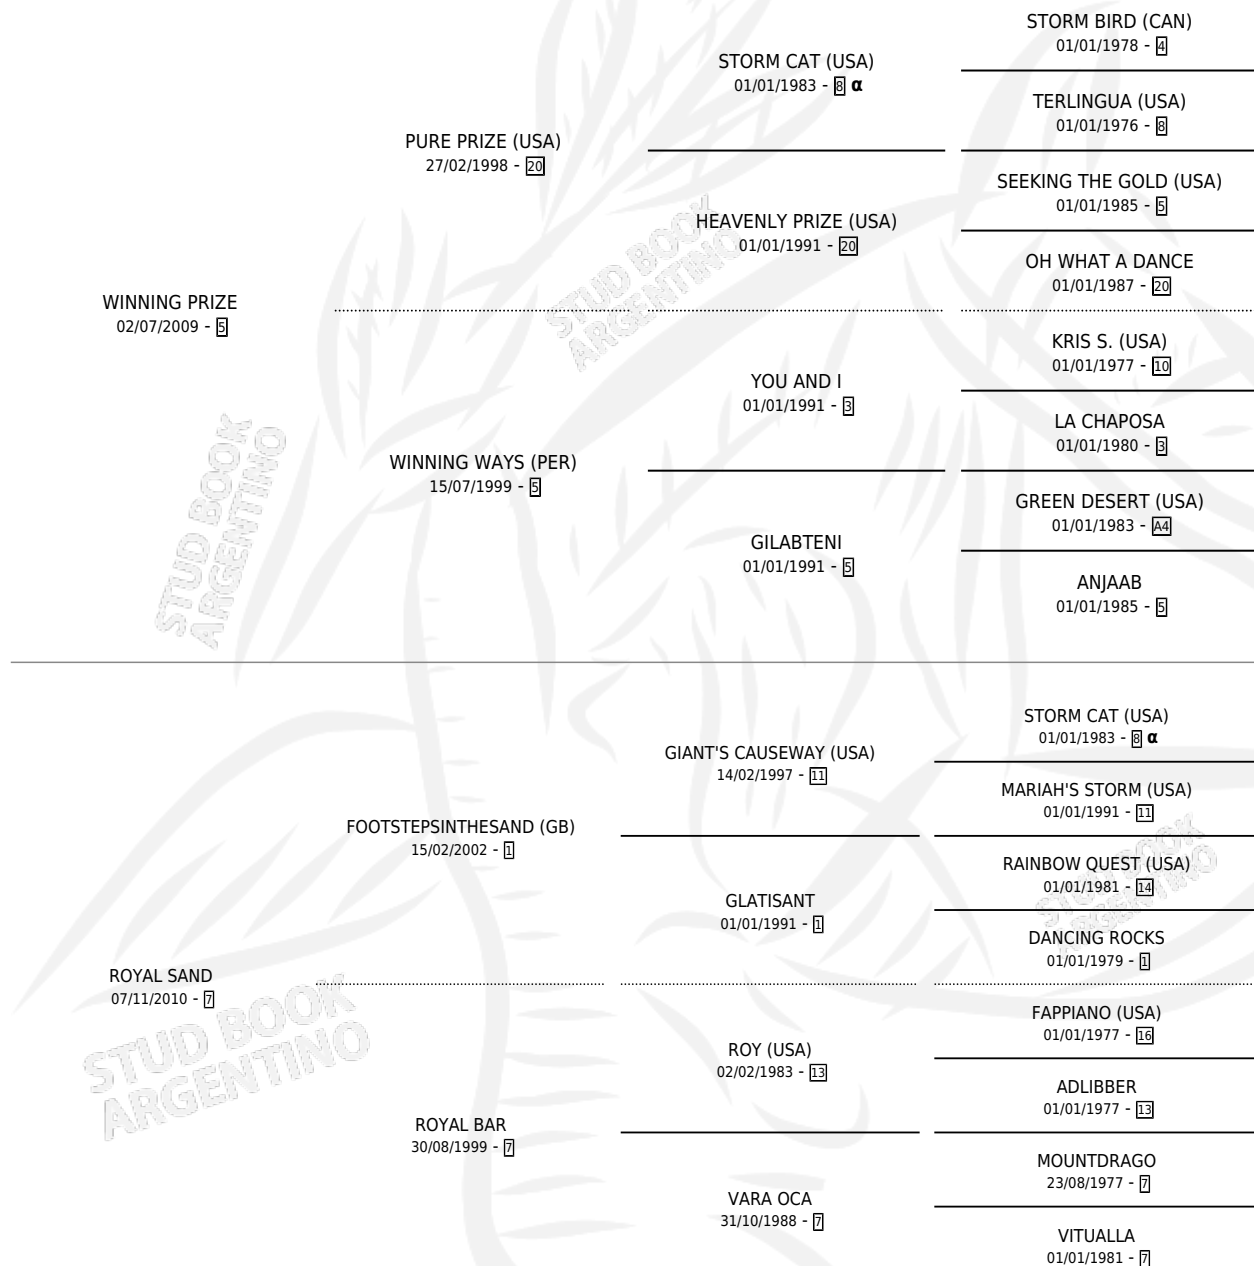 STORM BIRD (CAN)
01/01/1978 - 4
STORM CAT (USA)
01/01/1983 - 8 α
TERLINGUA (USA)
01/01/1976 - 8
PURE PRIZE (USA)
27/02/1998 - 20
SEEKING THE GOLD (USA)
01/01/1985 - 5
HEAVENLY PRIZE (USA)
01/01/1991 - 20
OH WHAT A DANCE
01/01/1987 - 20
WINNING PRIZE
02/07/2009 - 5
KRIS S. (USA)
01/01/1977 - 10
YOU AND I
01/01/1991 - 3
LA CHAPOSA
01/01/1980 - 3
WINNING WAYS (PER)
15/07/1999 - 5
GREEN DESERT (USA)
01/01/1983 - A4
GILABTENI
01/01/1991 - 5
ANJAAB
01/01/1985 - 5
STUD BOOK
ARGENTINO
STUD BOOK
ARGENTINO
STORM CAT (USA)
01/01/1983 - 8 α
GIANT'S CAUSEWAY (USA)
14/02/1997 - 11
MARIAH'S STORM (USA)
01/01/1991 - 11
FOOTSTEPSINTHESAND (GB)
15/02/2002 - 1
RAINBOW QUEST (USA)
01/01/1981 - 14
GLATISANT
01/01/1991 - 1
DANCING ROCKS
01/01/1979 - 1
ROYAL SAND
07/11/2010 - 7
FAPPIANO (USA)
01/01/1977 - 16
ROY (USA)
02/02/1983 - 13
ADLIBBER
01/01/1977 - 13
ROYAL BAR
30/08/1999 - 7
MOUNTDRAGO
23/08/1977 - 7
VARA OCA
31/10/1988 - 7
VITUALLA
01/01/1981 - 7
STUD BOOK
ARGENTINO
STUD BOOK
ARGENTINO